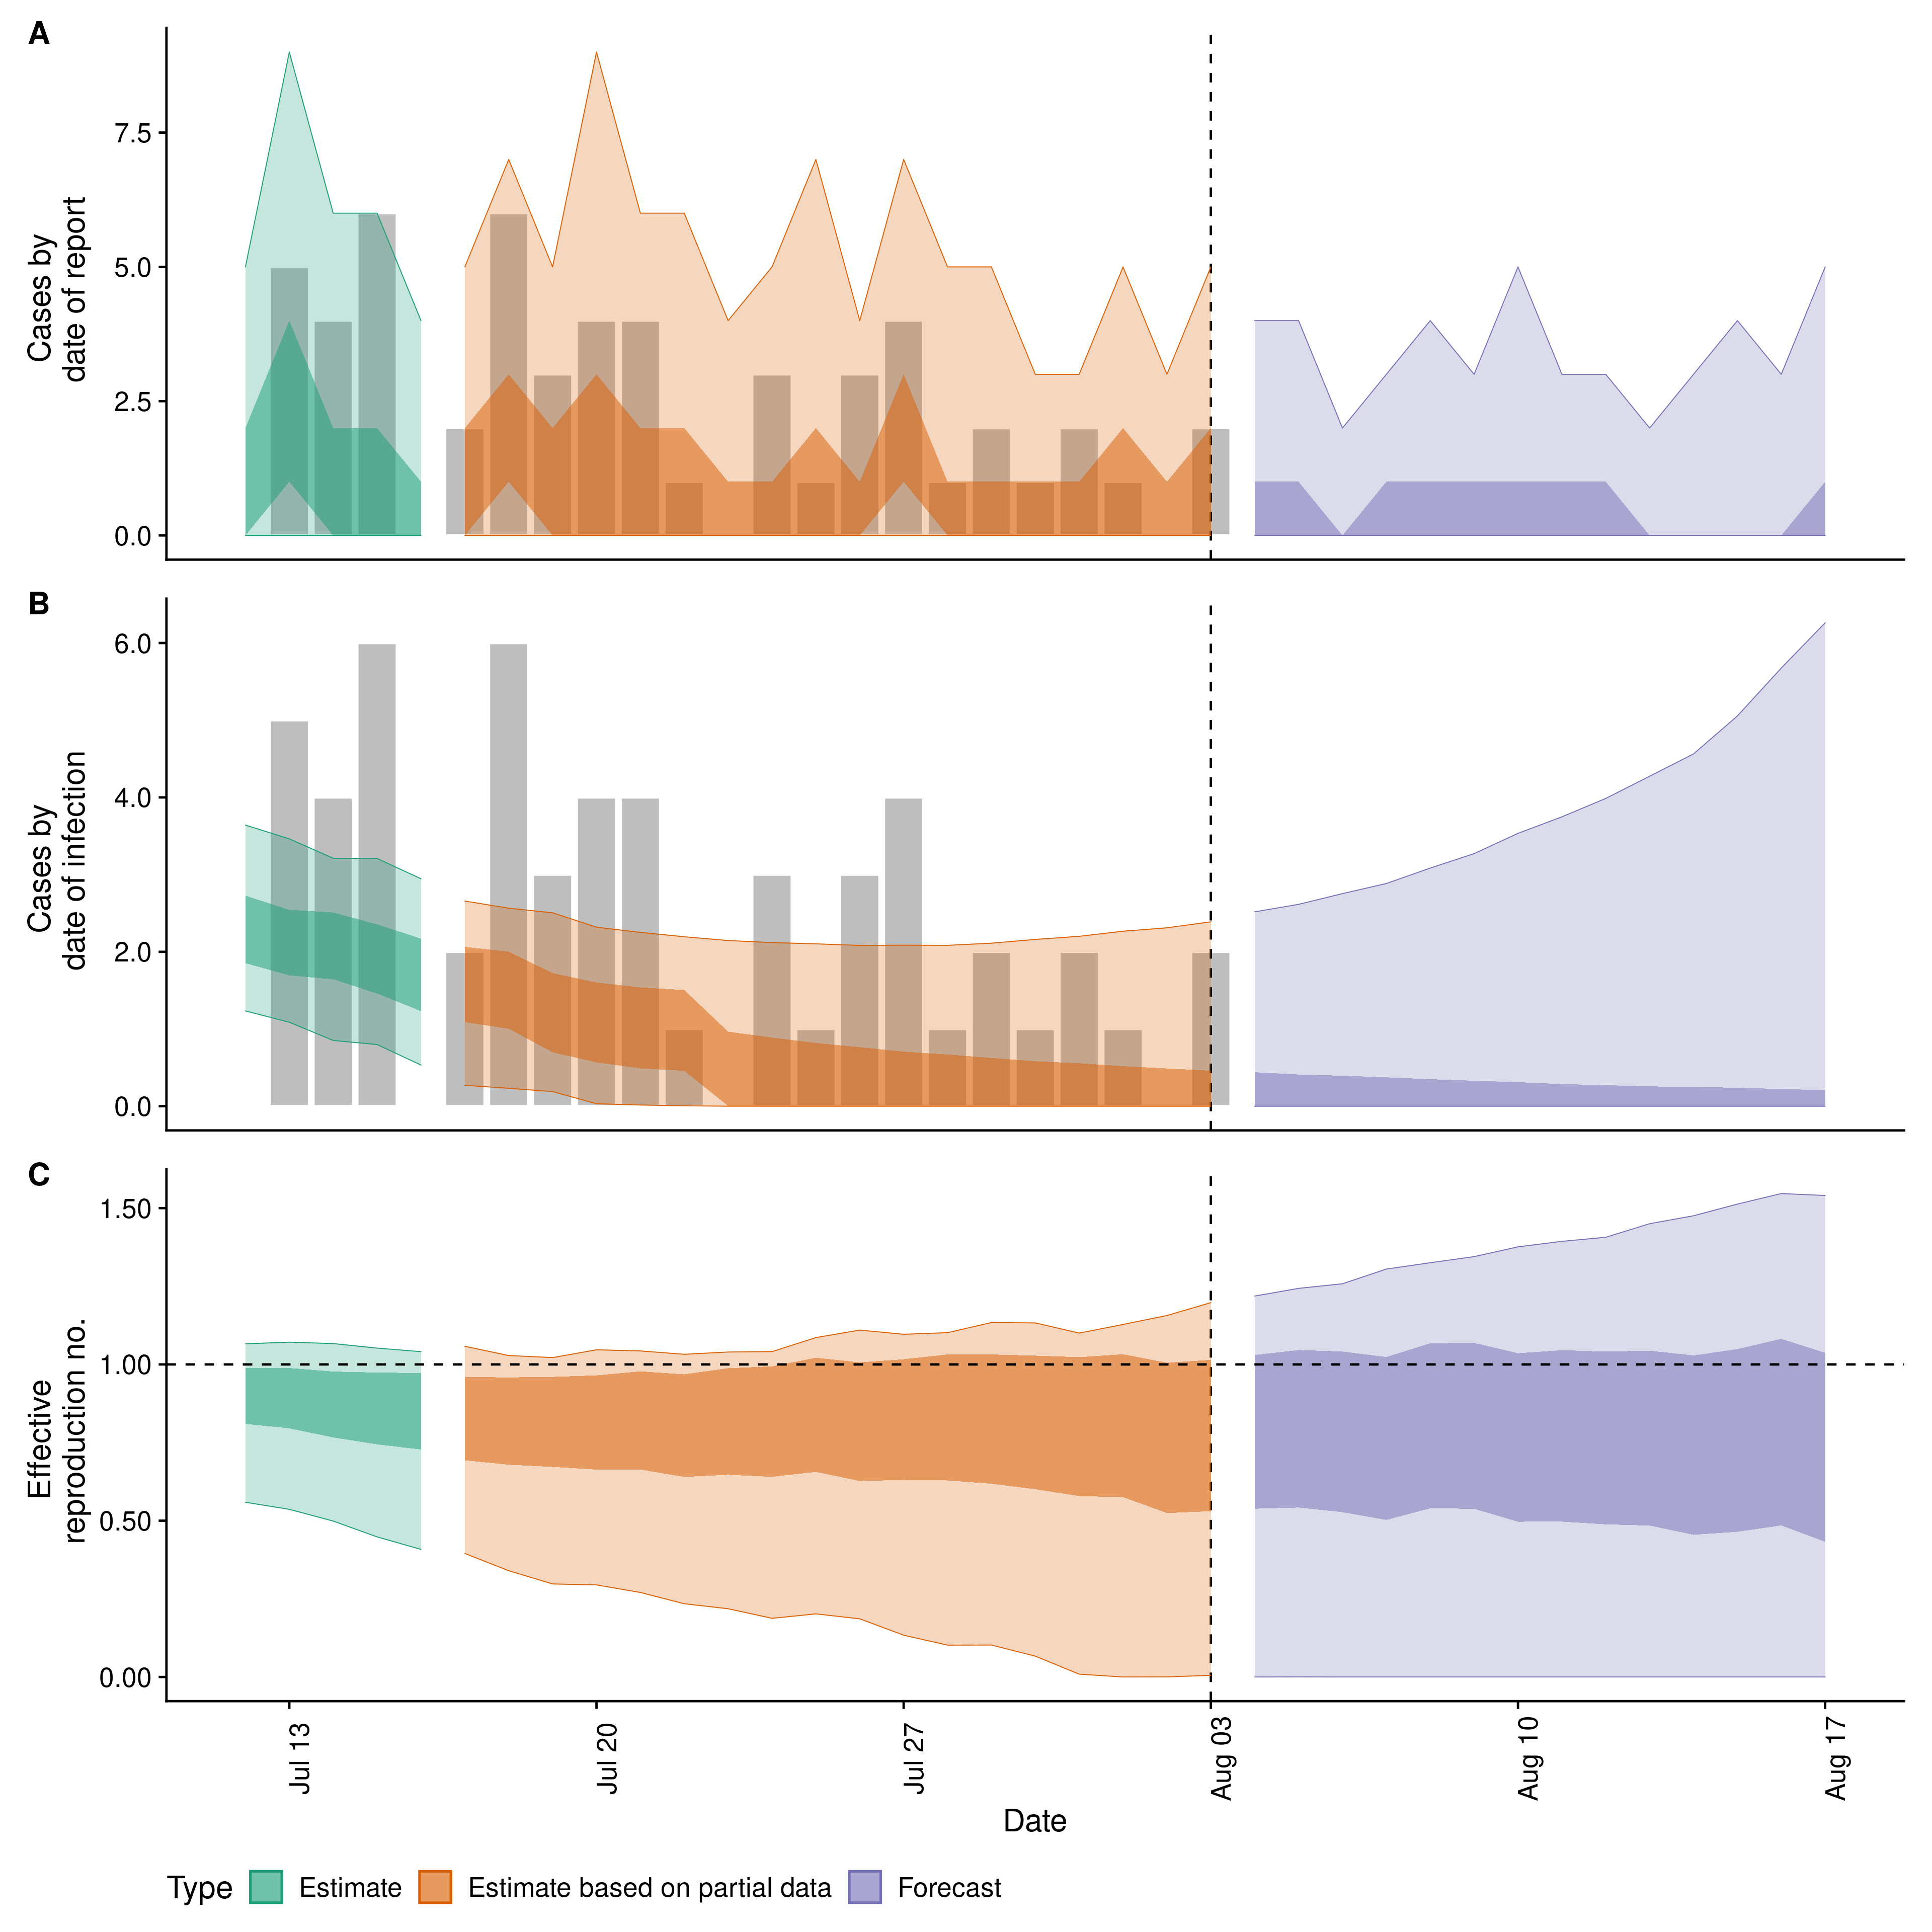 A
Cases by
date of report
7.5
5.0
2.5
0.0
B
Cases by
date of infection
6.0
4.0
2.0
0.0
C
Effective
reproduction no.
1.50
1.00
0.50
0.00
Jul 13
Jul 20
Jul 27
Aug 03
Aug 10
Aug 17
Date
Type Estimate Estimate based on partial data Forecast